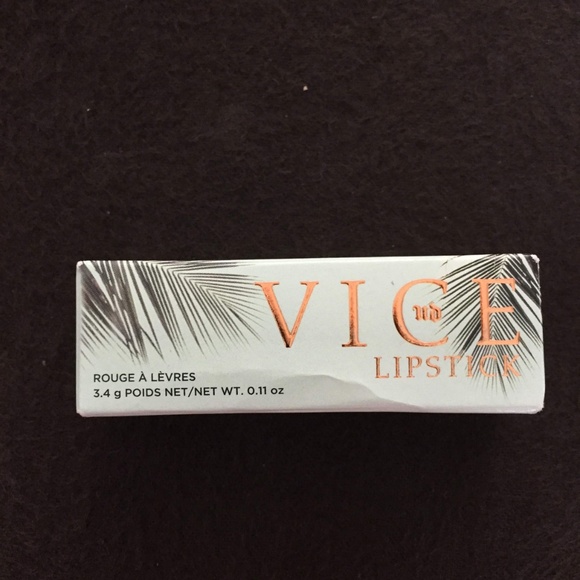 VICE
ud
LIPSTICK
ROUGE À LÈVRES
3.4 g POIDS NET/NET WT. 0.11 oz